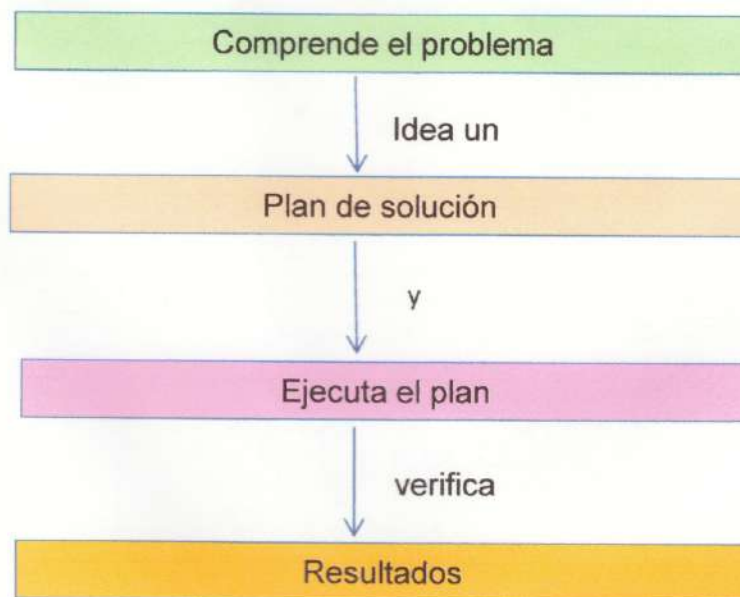 Comprende el problema
Idea un
Plan de solución
y
Ejecuta el plan
verifica
Resultados